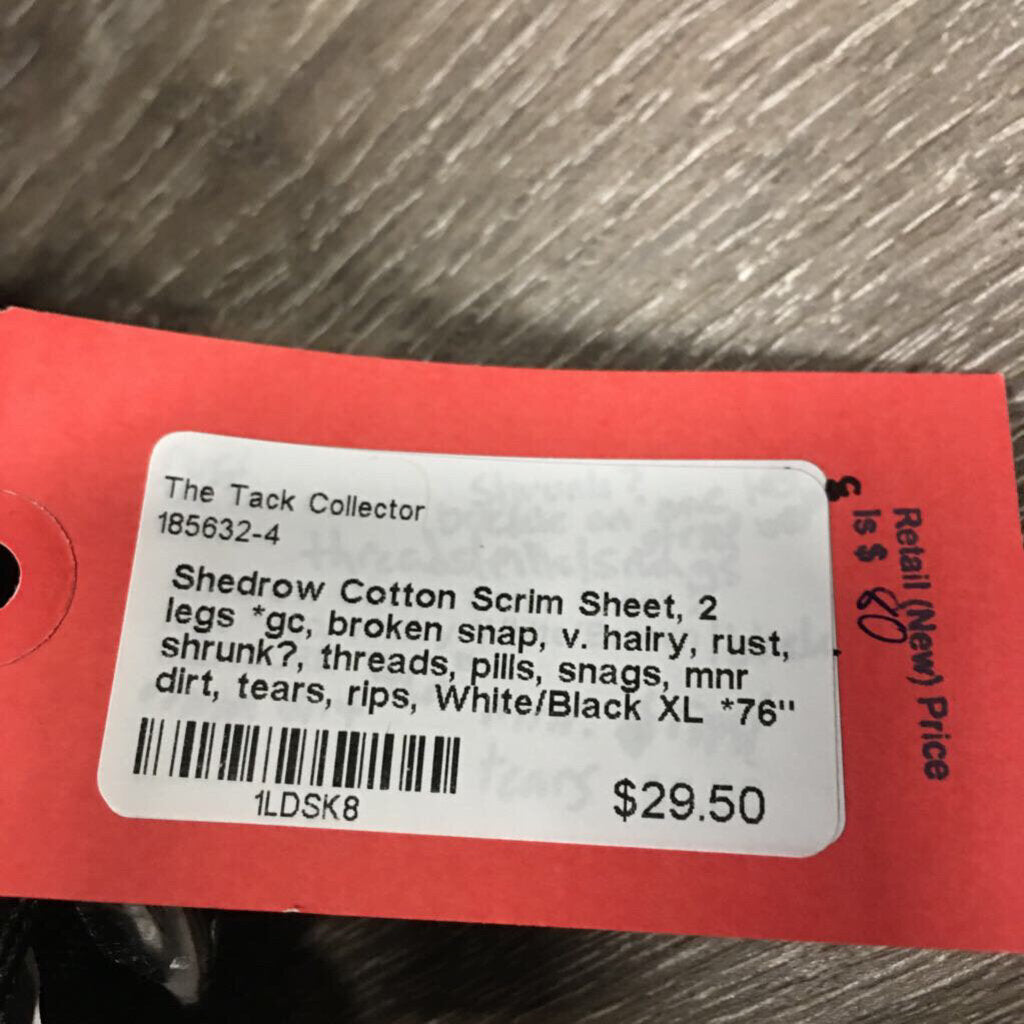 The Tack Collector
185632-4
Shedrow Cotton Scrim Sheet, 2
legs *gc, broken snap, v. hairy, rust,
shrunk?, threads, pills, snags, mnr
dirt, tears, rips, White/Black XL *76"
1LDSK8
$29.50
Retail (New) Price
is $ 80